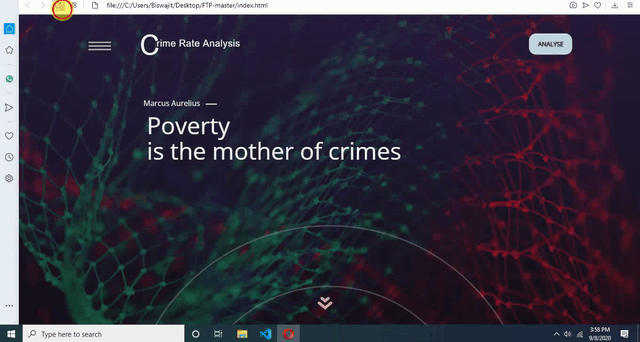 file:///C:/Users/Biswajit/Desktop/FTP-master/index.html
Crime Rate Analysis
ANALYSE
Marcus Aurelius
Poverty
is the mother of crimes
Type here to search
3:58 PM
9/8/2020